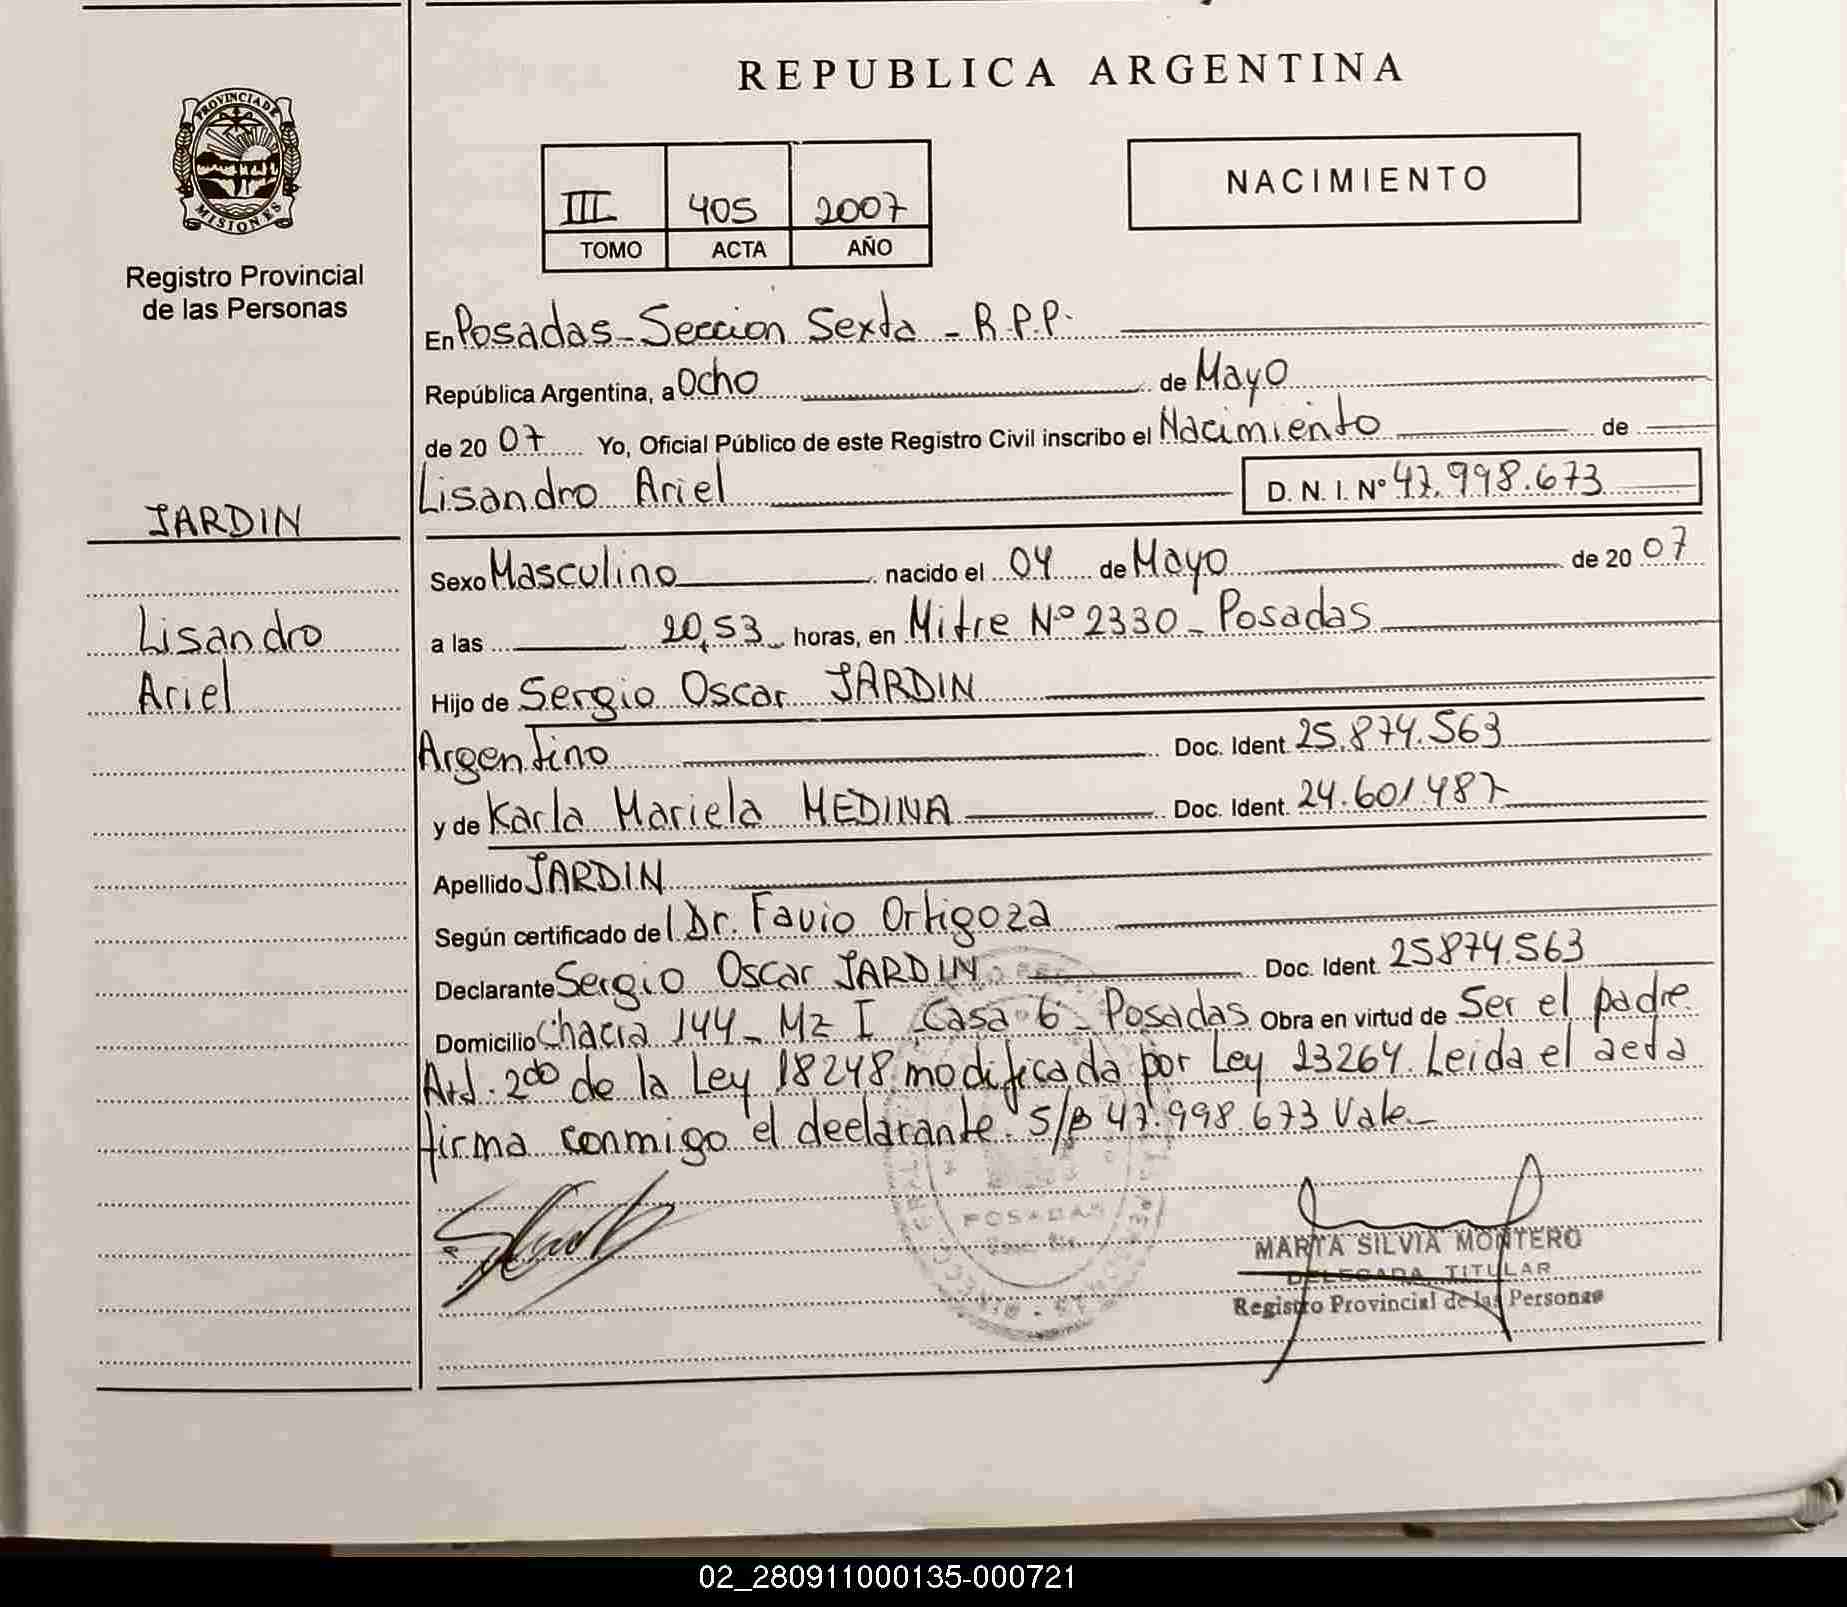 REPUBLICA ARGENTINA
PROVINCIA DE
MISIONES
Registro Provincial
de las Personas
III 405 2007
TOMO ACTA AÑO
NACIMIENTO
JARDIN
Lisandro
Ariel
En Posadas - Seccion Sexta - R.P.P.
República Argentina, a Ocho de Mayo
de 20 07 Yo, Oficial Público de este Registro Civil inscribo el Nacimiento de
Lisandro Ariel D. N. I. Nº 47.998.673
Sexo Masculino nacido el 04 de Mayo de 20 07
a las 20,53 horas, en Mitre Nº 2330 - Posadas
Hijo de Sergio Oscar JARDIN
Argentino Doc. Ident. 25.874.563
y de Karla Mariela MEDINA Doc. Ident. 24.601.487
Apellido JARDIN
Según certificado del Dr. Favio Ortigoza
Declarante Sergio Oscar JARDIN Doc. Ident. 25874.563
Domicilio Chacra 144 - Mz I Casa 6 - Posadas Obra en virtud de Ser el padre
Art. 2do de la Ley 18248 modificada por Ley 23264. Leida el acta
firma conmigo el declarante. S/B 47.998.673 Vale.-
POSADAS
MARTA SILVIA MONTERO
DELEGADA TITULAR
Registro Provincial de las Personas
02_280911000135-000721